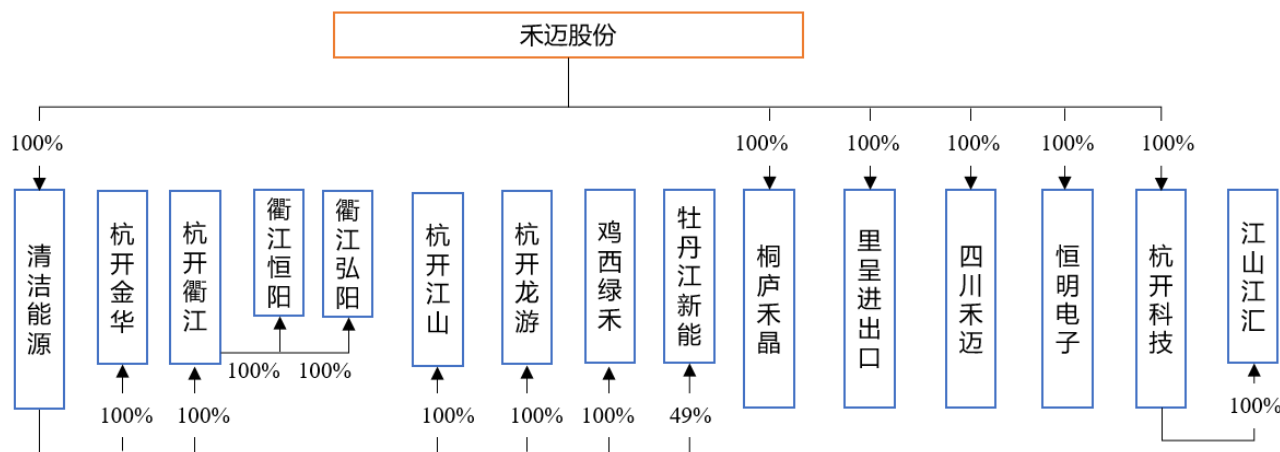 禾迈股份
100%
100%
100%
100%
100%
100%
清洁能源
杭开金华
杭开衢江
衢江恒阳
衢江弘阳
杭开江山
杭开龙游
鸡西绿禾
牡丹江新能
桐庐禾晶
里呈进出口
四川禾迈
恒明电子
杭开科技
江山江汇
100%
100%
100%
100%
100%
100%
100%
49%
100%